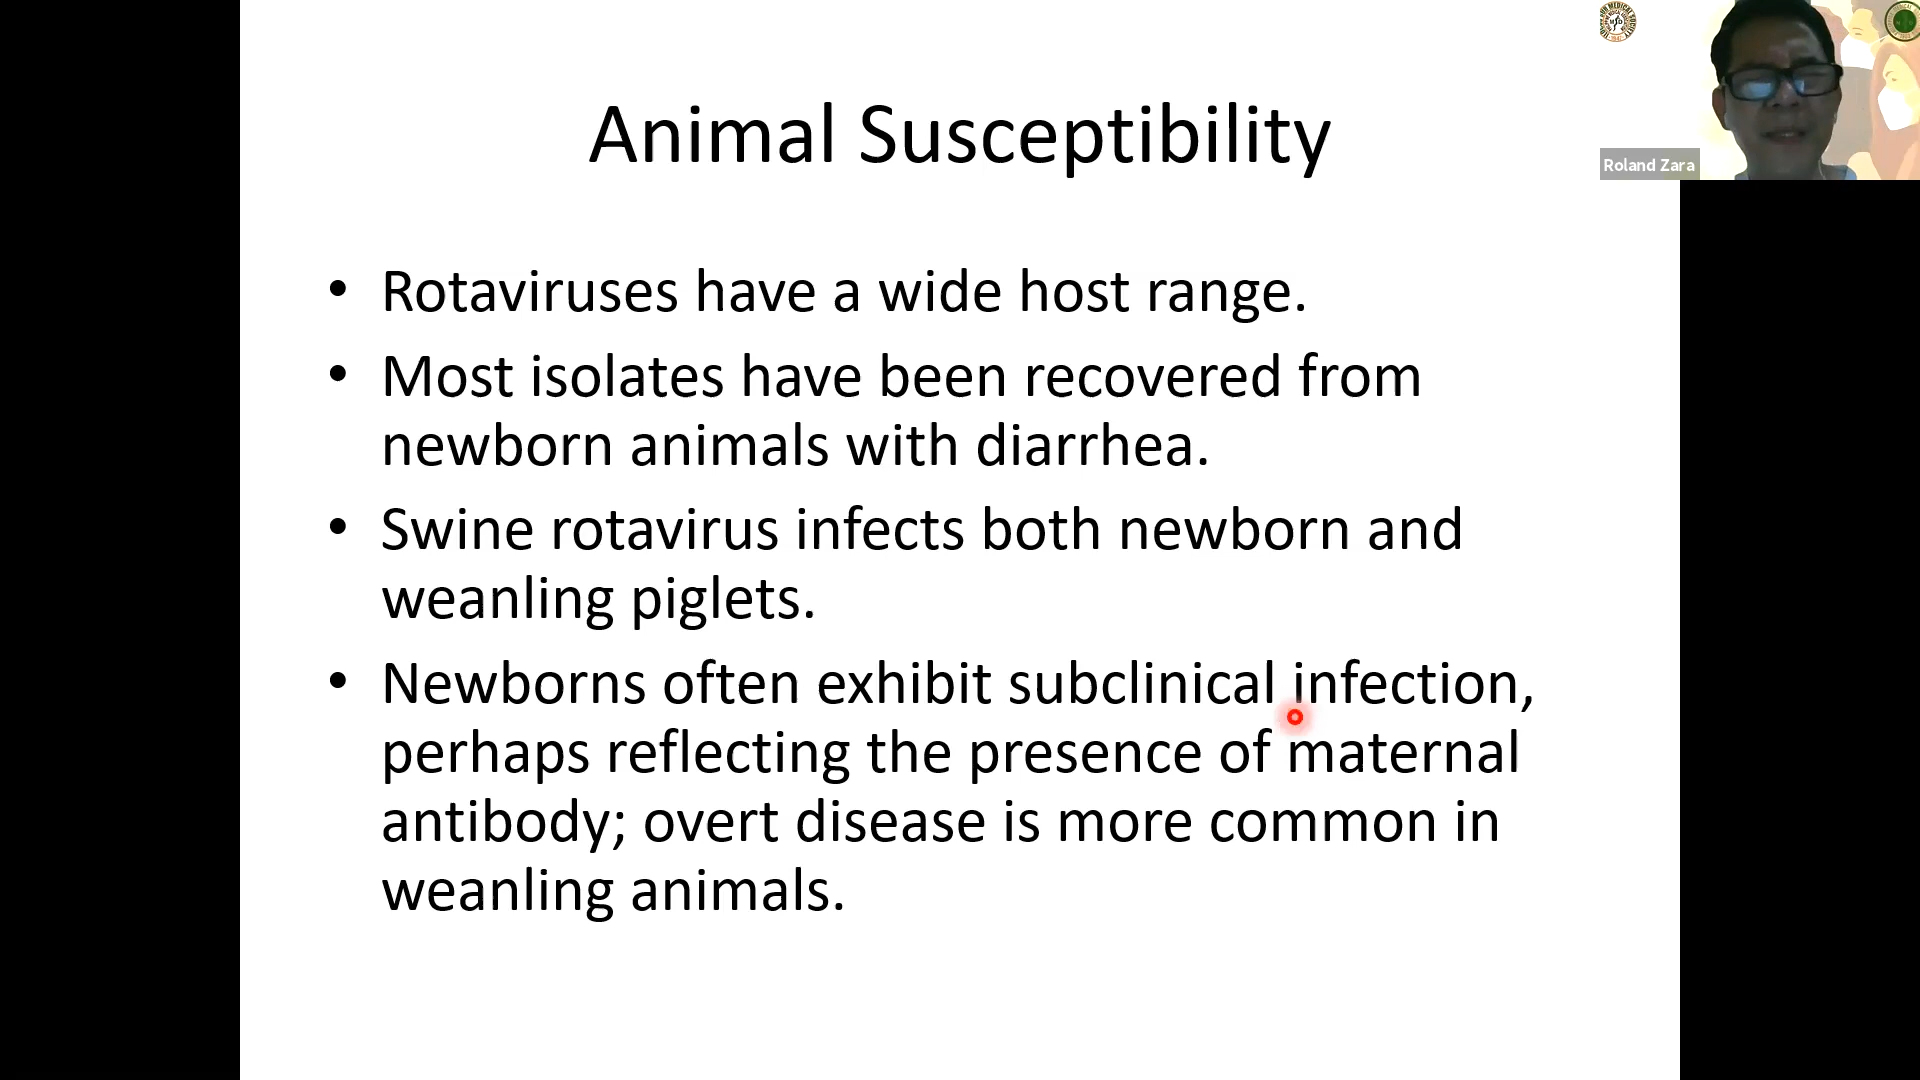 Animal Susceptibility
Roland Zara
• Rotaviruses have a wide host range.
• Most isolates have been recovered from
newborn animals with diarrhea.
• Swine rotavirus infects both newborn and
weanling piglets.
• Newborns often exhibit subclinical infection,
perhaps reflecting the presence of maternal
antibody; overt disease is more common in
weanling animals.